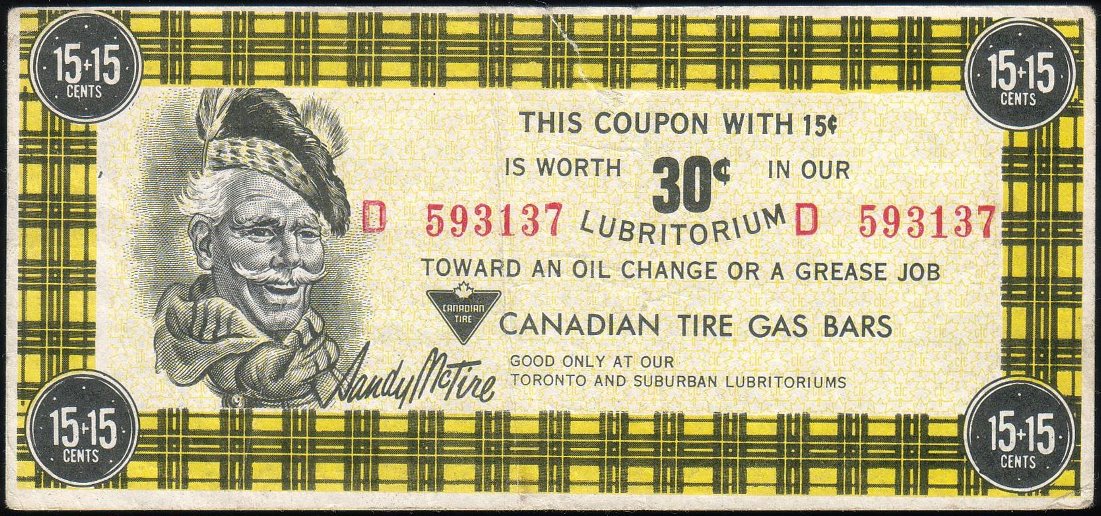 15+15
CENTS
15+15
CENTS
THIS COUPON WITH 15¢
IS WORTH 30¢ IN OUR
D 593137 LUBRITORIUM D 593137
TOWARD AN OIL CHANGE OR A GREASE JOB
CANADIAN
TIRE
CANADIAN TIRE GAS BARS
Sandy McTire
GOOD ONLY AT OUR
TORONTO AND SUBURBAN LUBRITORIUMS
15+15
CENTS
15+15
CENTS